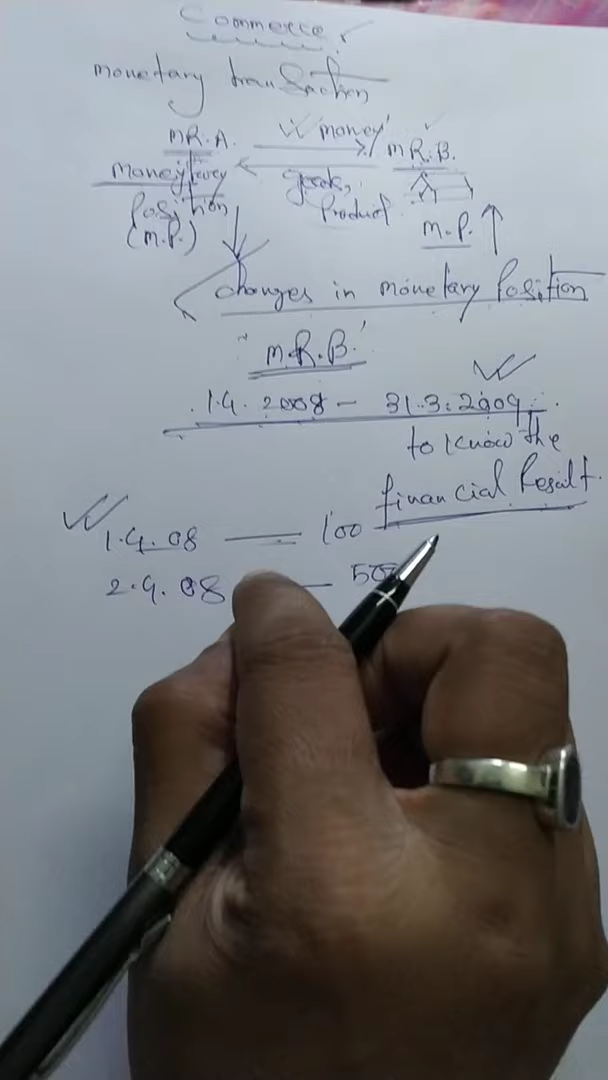 Commerce
monetary transaction
MR.A. money MR.B.
monetary goods,
Position Product
(M.P.) M.P.
changes in monetary Position
" M.R.B. '
1.4.2008 - 31.3.2009.
to know the
financial Result.
1.4.08 — 100
2.4.08 — 500